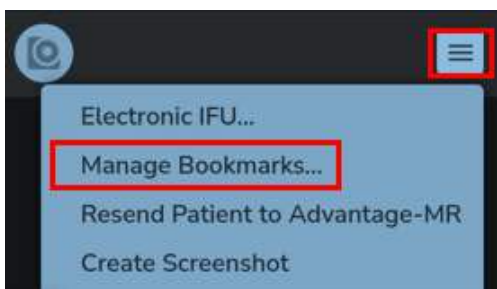 Electronic IFU...
Manage Bookmarks...
Resend Patient to Advantage-MR
Create Screenshot